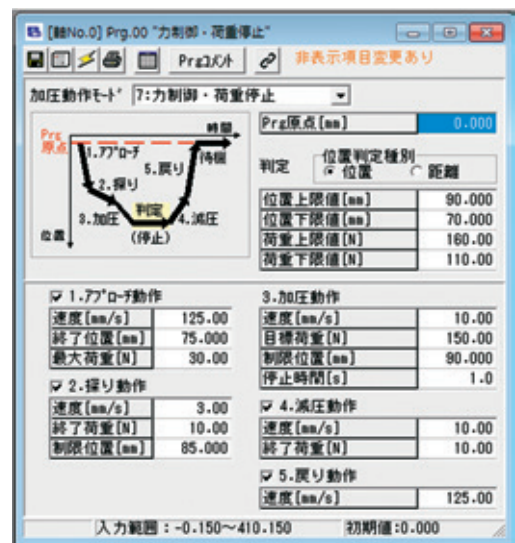 [軸No.0] Prg.00 "力制御・荷重停止"
Prgｺﾒﾝﾄ 非表示項目変更あり
加圧動作ﾓｰﾄﾞ 7:力制御・荷重停止
Prg原点
時間
1.ｱﾌﾟﾛｰﾁ
待機
5.戻り
2.探り
3.加圧
判定
4.減圧
位置
(停止)
Prg原点[mm] 0.000
判定 位置判定種別
位置 距離
位置上限値[mm] 90.000
位置下限値[mm] 70.000
荷重上限値[N] 160.00
荷重下限値[N] 110.00
1.ｱﾌﾟﾛｰﾁ動作
速度[mm/s] 125.00
終了位置[mm] 75.000
最大荷重[N] 30.00
2.探り動作
速度[mm/s] 3.00
終了荷重[N] 10.00
制限位置[mm] 85.000
3.加圧動作
速度[mm/s] 10.00
目標荷重[N] 150.00
制限位置[mm] 90.000
停止時間[s] 1.0
4.減圧動作
速度[mm/s] 10.00
終了荷重[N] 10.00
5.戻り動作
速度[mm/s] 125.00
入力範囲：-0.150～410.150 初期値:0.000